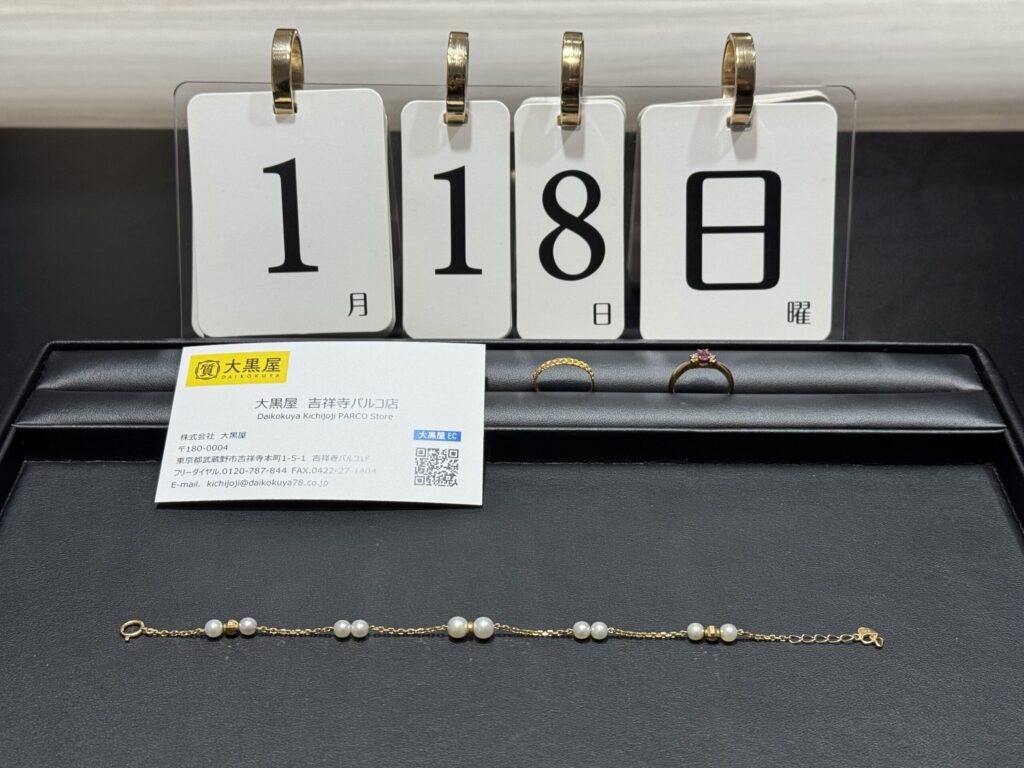 1月
1
8日
日曜
質 大黒屋
DAIKOKUYA
大黒屋 吉祥寺パルコ店
Daikokuya Kichijoji PARCO Store
株式会社 大黒屋
〒180-0004
東京都武蔵野市吉祥寺本町1-5-1 吉祥寺パルコ1F
フリーダイヤル.0120-787-844 FAX.0422-27-1404
E-mail. kichijoji@daikokuya78.co.jp
大黒屋 EC